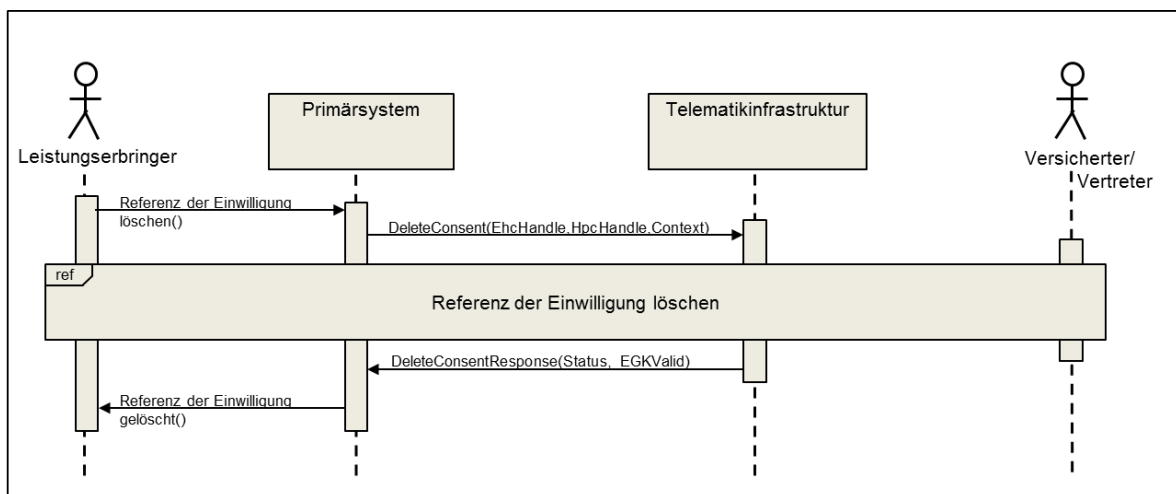 Primärsystem
Telematikinfrastruktur
Leistungserbringer
Versicherter/
Vertreter
Referenz der Einwilligung
löschen()
DeleteConsent(EhcHandle,HpcHandle,Context)
ref
Referenz der Einwilligung löschen
DeleteConsentResponse(Status, EGKValid)
Referenz der Einwilligung
gelöscht()